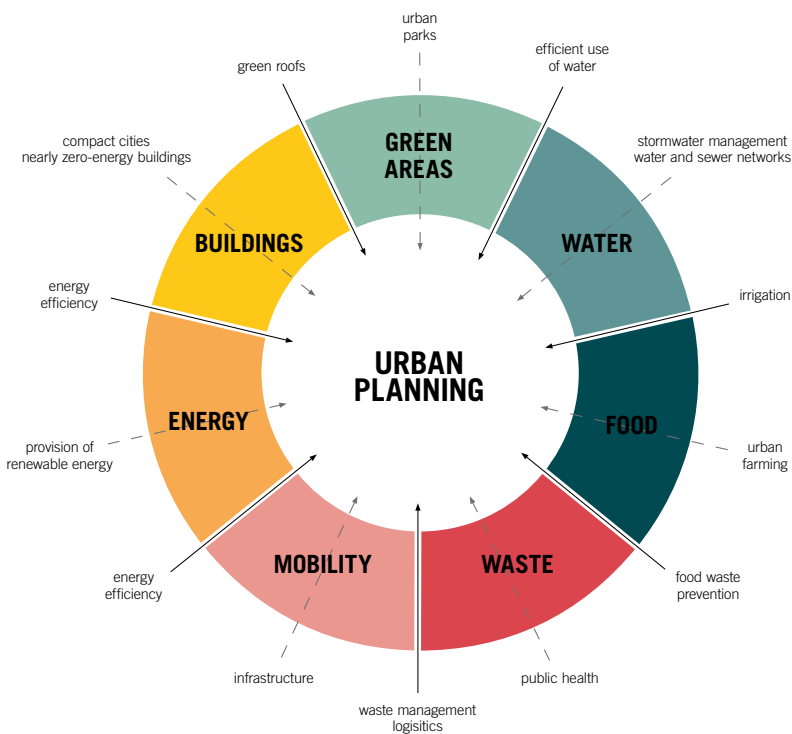 urban
parks
efficient use
of water
green roofs
compact cities
nearly zero-energy buildings
GREEN
AREAS
stormwater management
water and sewer networks
BUILDINGS
WATER
energy
efficiency
irrigation
URBAN
PLANNING
ENERGY
FOOD
provision of
renewable energy
urban
farming
MOBILITY
WASTE
energy
efficiency
food waste
prevention
infrastructure
public health
waste management
logisitics